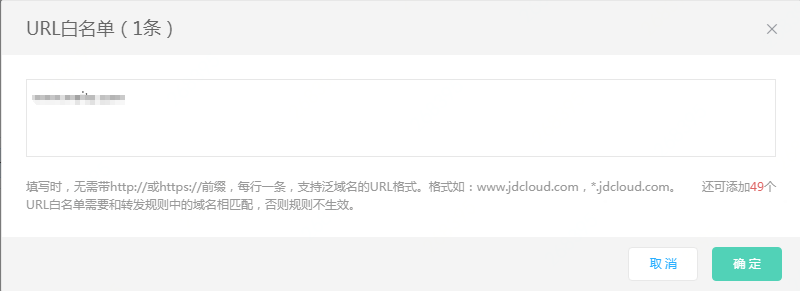 URL白名单（1条）
填写时，无需带http://或https://前缀，每行一条，支持泛域名的URL格式。格式如：www.jdcloud.com，*.jdcloud.com。 还可添加49个
URL白名单需要和转发规则中的域名相匹配，否则规则不生效。
取消 确定